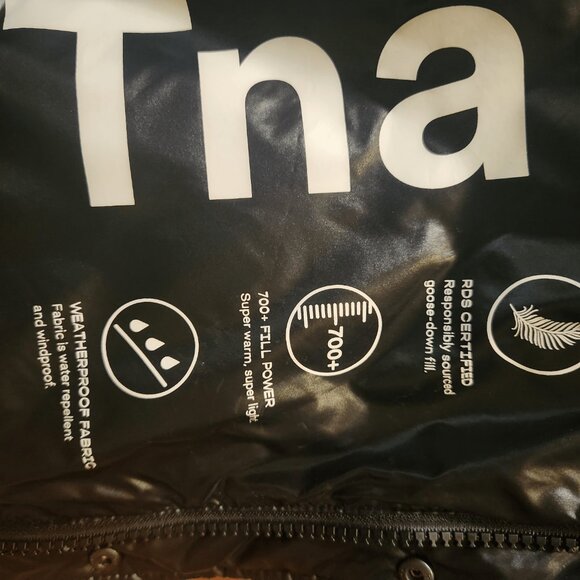 Tna
RDS CERTIFIED
Responsibly sourced
goose-down fill.
700+
700+ FILL POWER
Super warm, super light
WEATHERPROOF FABRIC
Fabric is water repellent
and windproof.